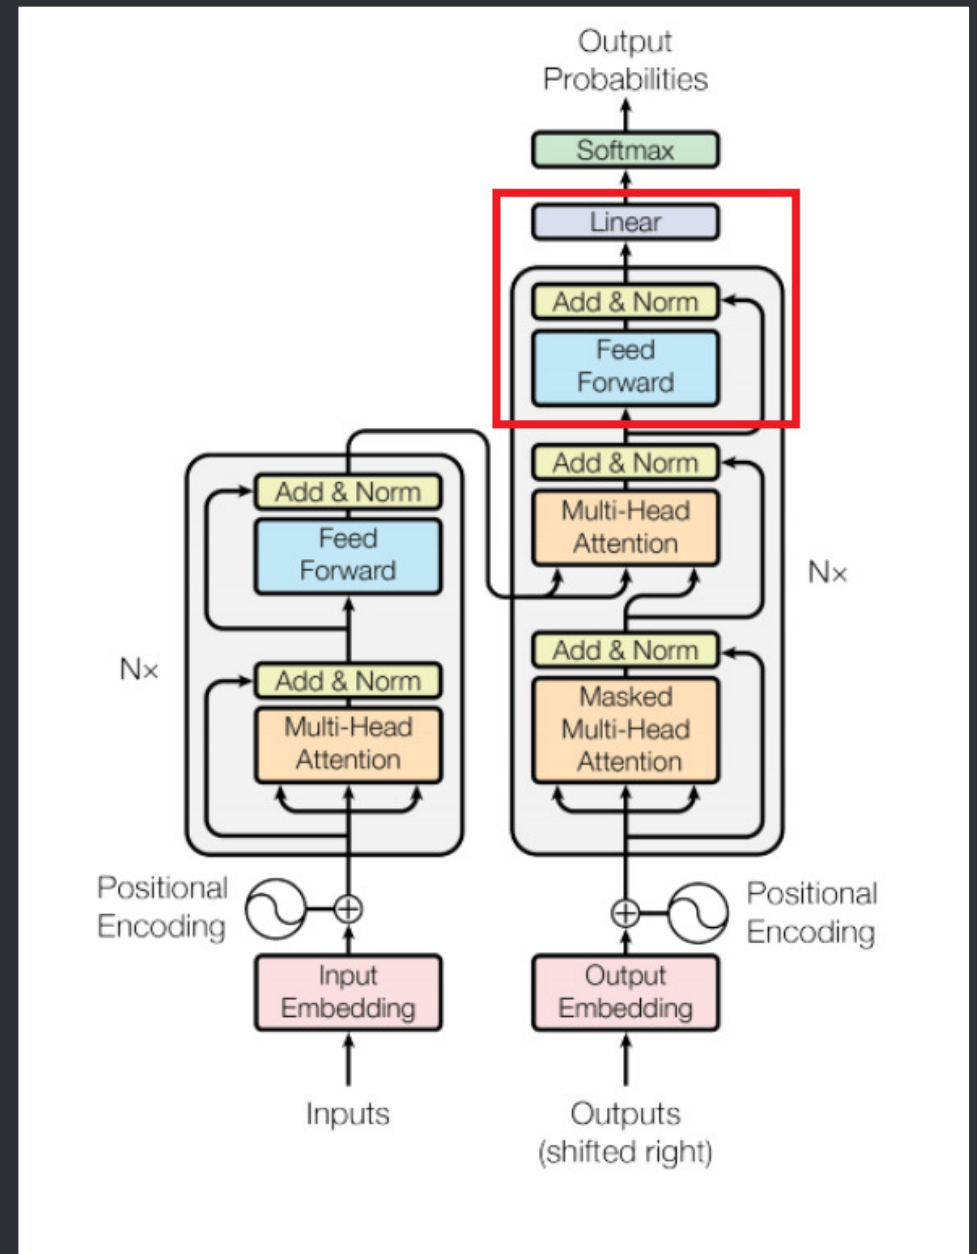 Output
Probabilities
Softmax
Linear
Add & Norm
Feed
Forward
Add & Norm
Multi-Head
Attention
Add & Norm
Masked
Multi-Head
Attention
Nx
Add & Norm
Feed
Forward
Add & Norm
Multi-Head
Attention
Nx
Positional
Encoding
Positional
Encoding
Input
Embedding
Output
Embedding
Inputs
Outputs
(shifted right)